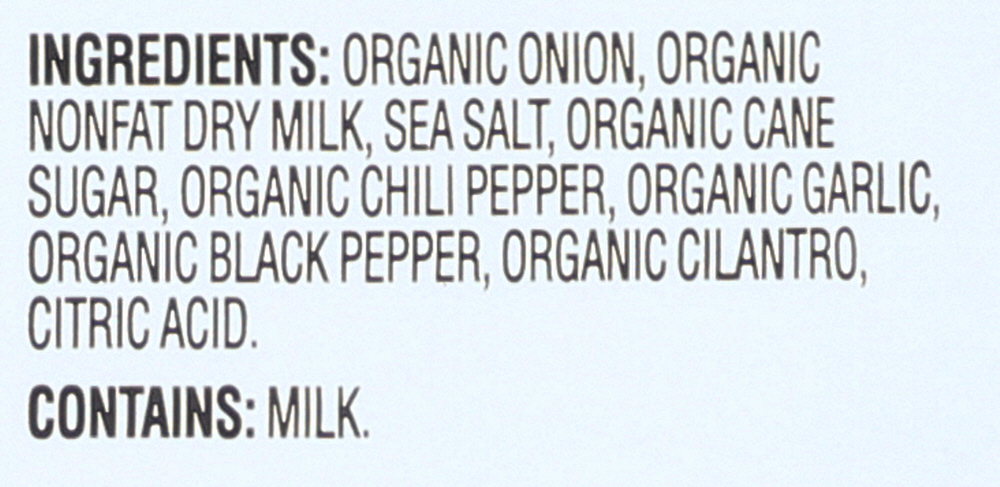 INGREDIENTS: ORGANIC ONION, ORGANIC
NONFAT DRY MILK, SEA SALT, ORGANIC CANE
SUGAR, ORGANIC CHILI PEPPER, ORGANIC GARLIC,
ORGANIC BLACK PEPPER, ORGANIC CILANTRO,
CITRIC ACID.
CONTAINS: MILK.